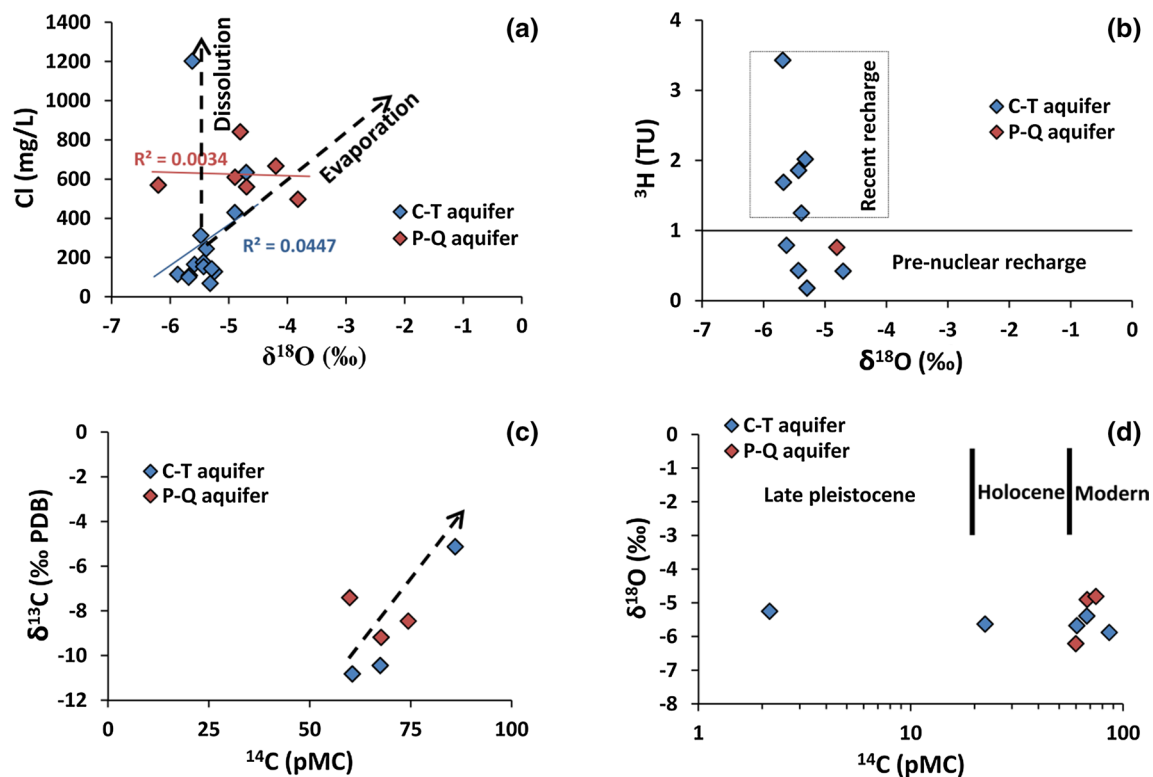 (a)
1400
1200
1000
800
600
400
200
0
Cl (mg/L)
Dissolution
Evaporation
R² = 0.0034
R² = 0.0447
C-T aquifer
P-Q aquifer
-7 -6 -5 -4 -3 -2 -1 0
δ¹⁸O (‰)
(b)
4
3
2
1
0
³H (TU)
Recent recharge
C-T aquifer
P-Q aquifer
Pre-nuclear recharge
-7 -6 -5 -4 -3 -2 -1 0
δ¹⁸O (‰)
(c)
0
-2
-4
-6
-8
-10
-12
δ¹³C (‰ PDB)
C-T aquifer
P-Q aquifer
0 25 50 75 100
¹⁴C (pMC)
(d)
C-T aquifer
P-Q aquifer
0
-1
-2
-3
-4
-5
-6
-7
-8
δ¹⁸O (‰)
Late pleistocene Holocene Modern
1 10 100
¹⁴C (pMC)